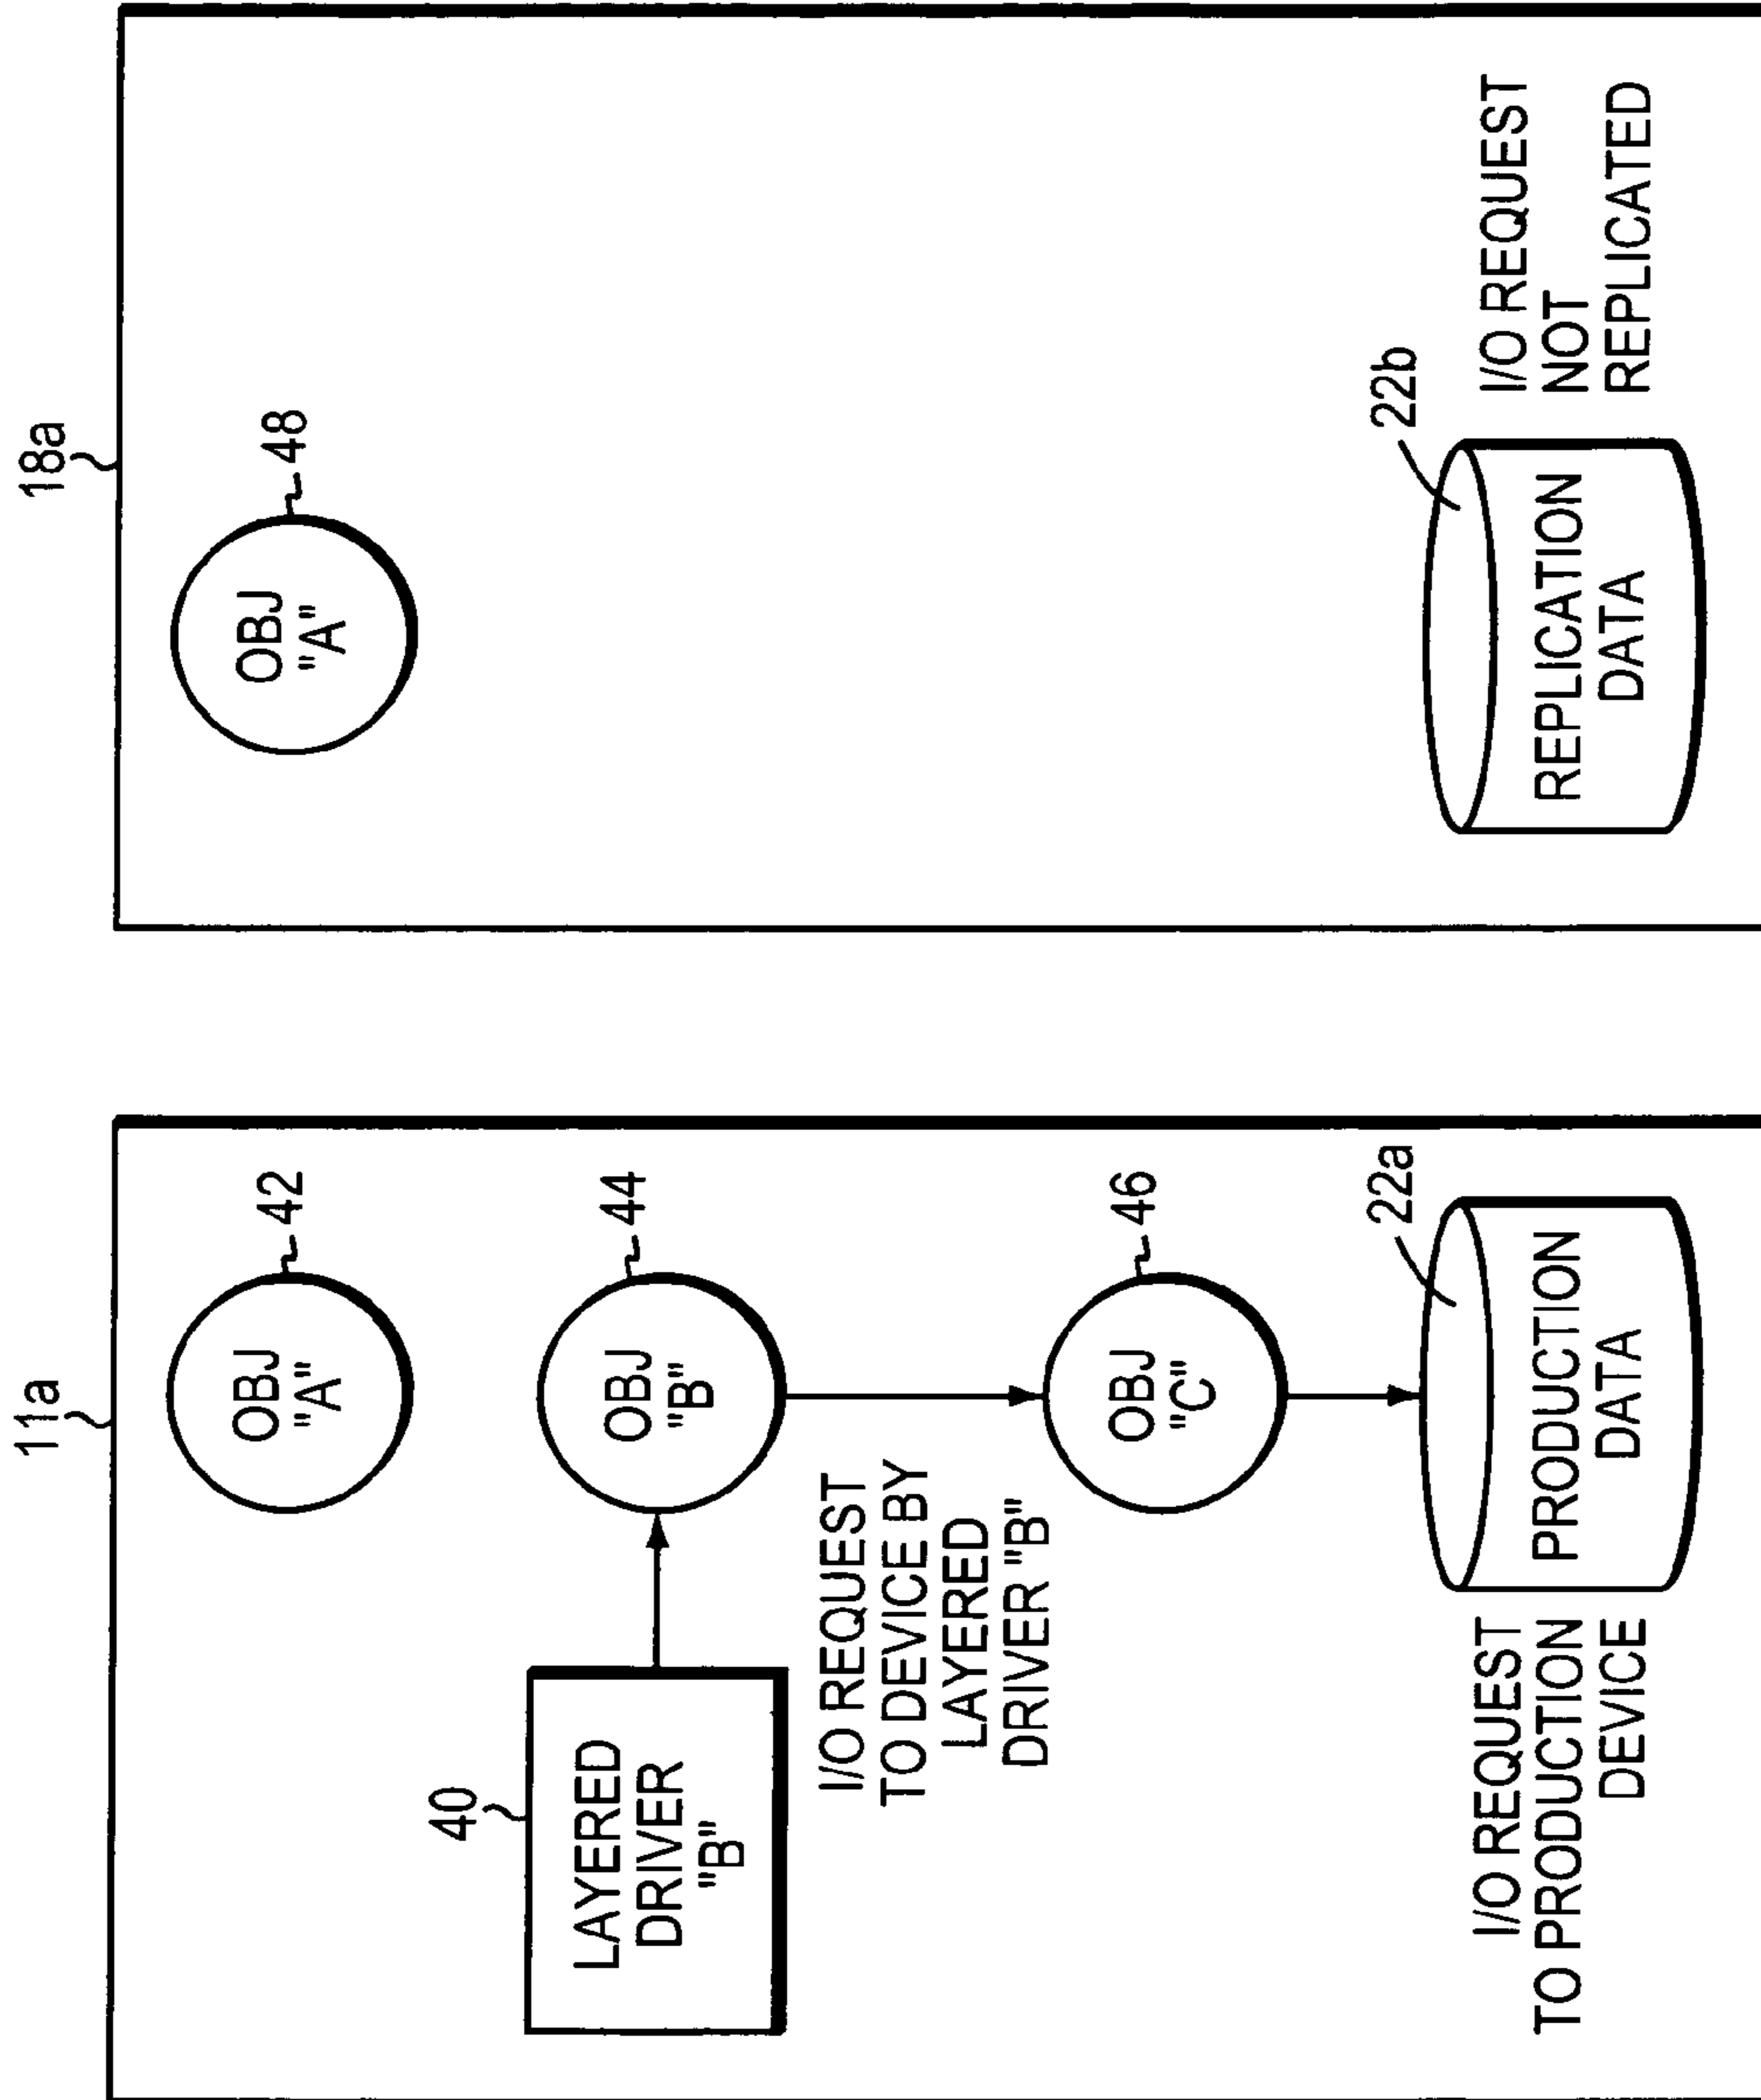 11a
OBJ
"A"
42
40
LAYERED
DRIVER
"B"
OBJ
"B"
44
I/O REQUEST
TO DEVICE BY
LAYERED
DRIVER "B"
OBJ
"C"
46
I/O REQUEST
TO PRODUCTION
DEVICE
PRODUCTION
DATA
22a
18a
OBJ
"A"
48
REPLICATION
DATA
22b
I/O REQUEST
NOT
REPLICATED